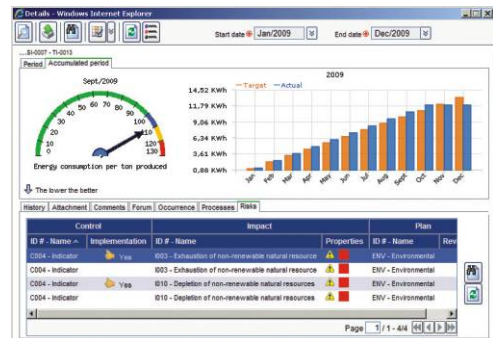 Details - Windows Internet Explorer
Start date Jan/2009 End date Dec/2009
....SI-0007 - TI-0013
Period Accumulated period
Sept/2009
0 10 20 30 40 50 60 70 80 90 100 110 120 130
Energy consumption per ton produced
The lower the better
2009
Target Actual
14,52 KWh
11,79 KWh
9,06 KWh
6,34 KWh
3,61 KWh
0,88 KWh
Jan Feb Mar Apr May Jun Jul Aug Sept Oct Nov Dec
History Attachment Comments Forum Occurrence Processes Risks
Control Impact Plan
ID # - Name Implementation ID # - Name Properties ID # - Name Rev
C004 - Indicator Yes I003 - Exhaustion of non-renewable natural resource ENV - Environmental
C004 - Indicator I003 - Exhaustion of non-renewable natural resource ENV - Environmental
C004 - Indicator Yes I010 - Depletion of non-renewable natural resources ENV - Environmental
C004 - Indicator I010 - Depletion of non-renewable natural resources ENV - Environmental
Page 1 / 1 - 4/4